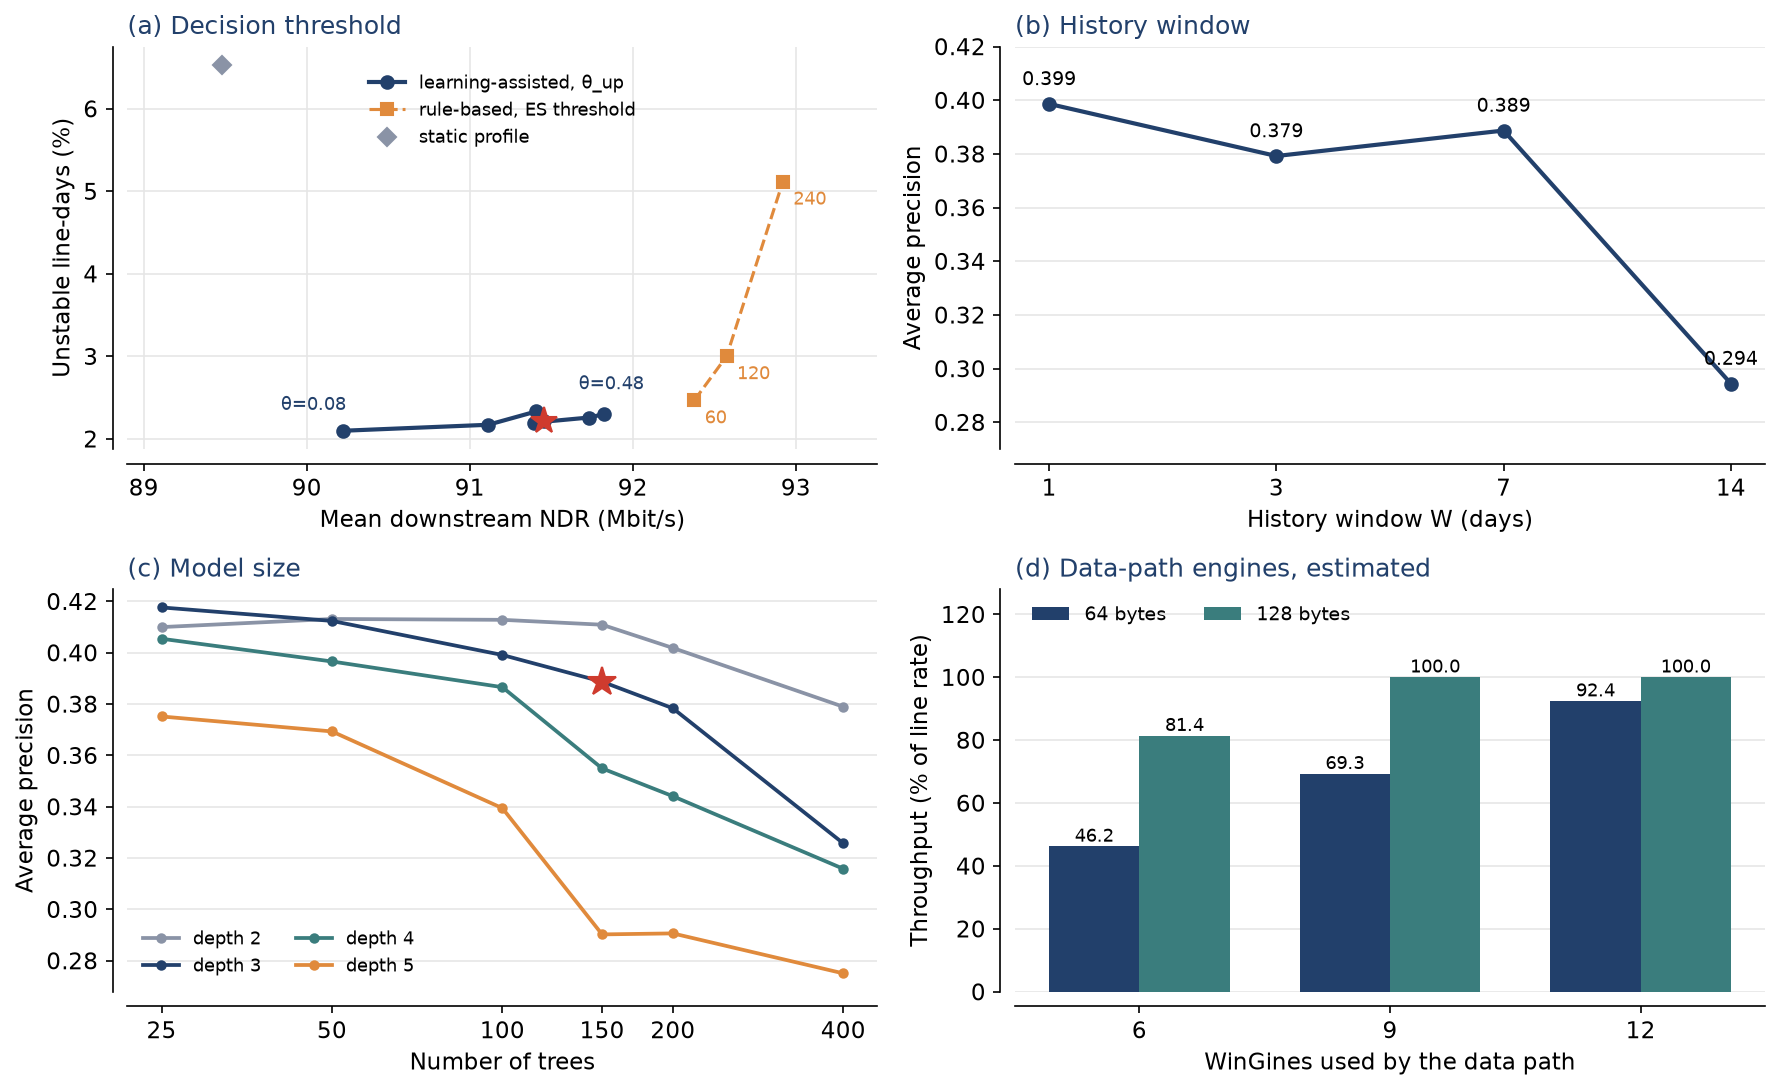 (a) Decision threshold
learning-assisted, θ_up
rule-based, ES threshold
static profile
Unstable line-days (%)
6
5
4
3
2
240
120
60
θ=0.08
θ=0.48
89 90 91 92 93
Mean downstream NDR (Mbit/s)
(b) History window
Average precision
0.42
0.40
0.38
0.36
0.34
0.32
0.30
0.28
0.399
0.379
0.389
0.294
1 3 7 14
History window W (days)
(c) Model size
Average precision
0.42
0.40
0.38
0.36
0.34
0.32
0.30
0.28
depth 2 depth 4
depth 3 depth 5
25 50 100 150 200 400
Number of trees
(d) Data-path engines, estimated
64 bytes 128 bytes
Throughput (% of line rate)
120
100
80
60
40
20
0
46.2
81.4
69.3
100.0
92.4
100.0
6 9 12
WinGines used by the data path